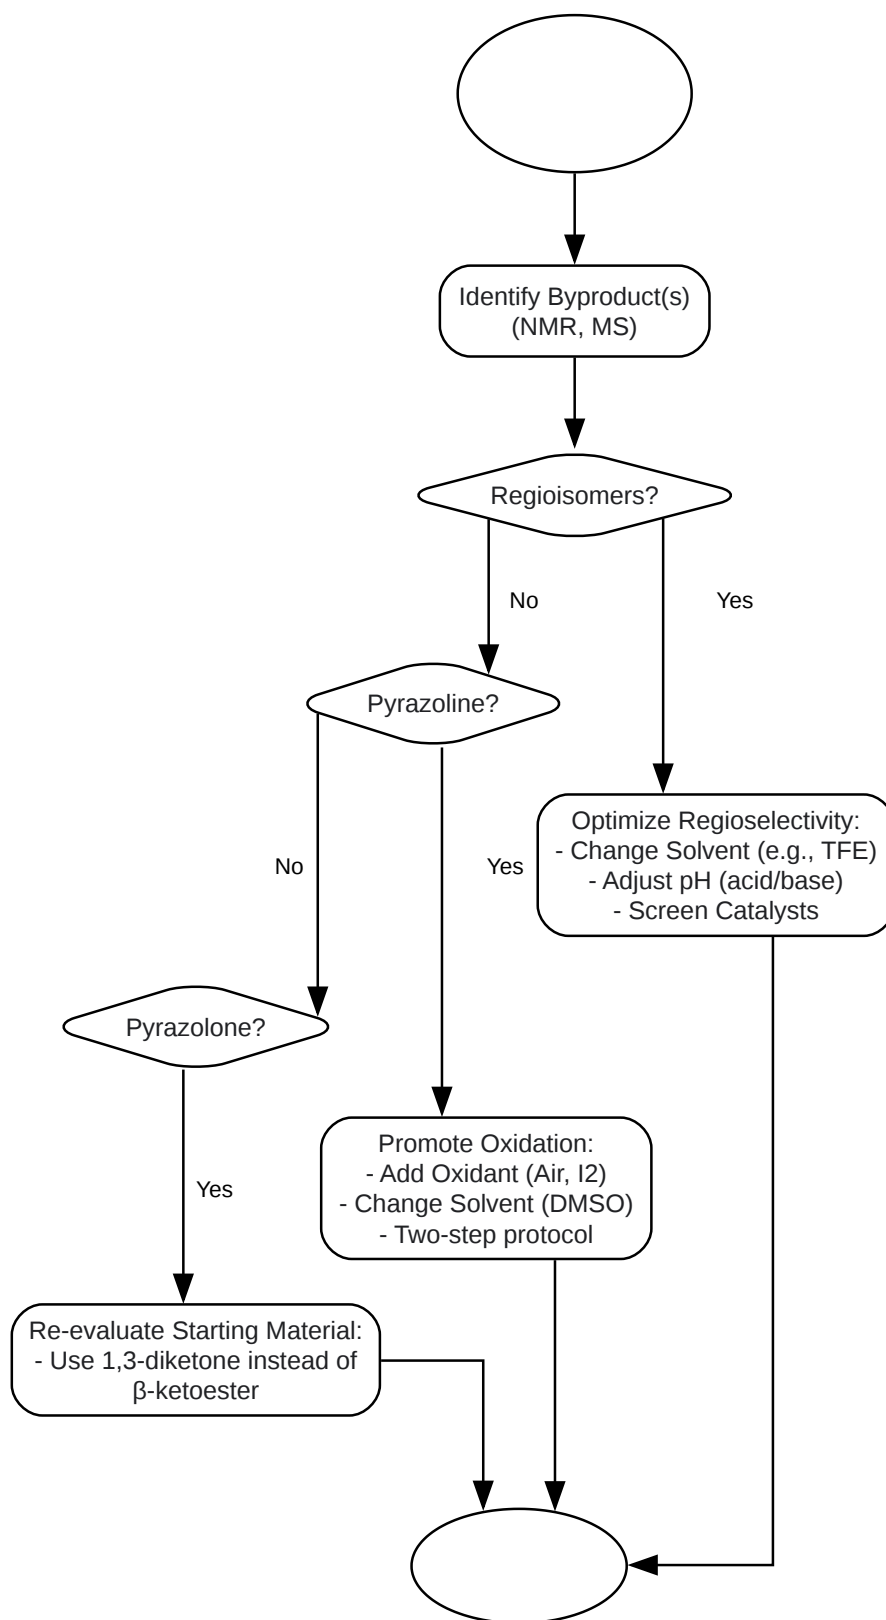 Identify Byproduct(s)
(NMR, MS)
Regioisomers?
No
Yes
Pyrazoline?
Optimize Regioselectivity:
- Change Solvent (e.g., TFE)
- Adjust pH (acid/base)
- Screen Catalysts
No
Yes
Pyrazolone?
Promote Oxidation:
- Add Oxidant (Air, I2)
- Change Solvent (DMSO)
- Two-step protocol
Yes
Re-evaluate Starting Material:
- Use 1,3-diketone instead of
β-ketoester